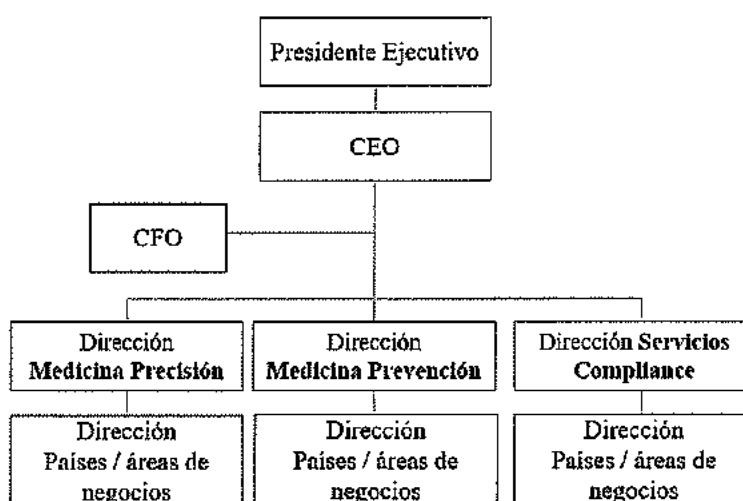 Presidente Ejecutivo
CEO
CFO
Dirección
Medicina Precisión
Dirección
Medicina Prevención
Dirección Servicios
Compliance
Dirección
Países / áreas de
negocios
Dirección
Países / áreas de
negocios
Dirección
Países / áreas de
negocios